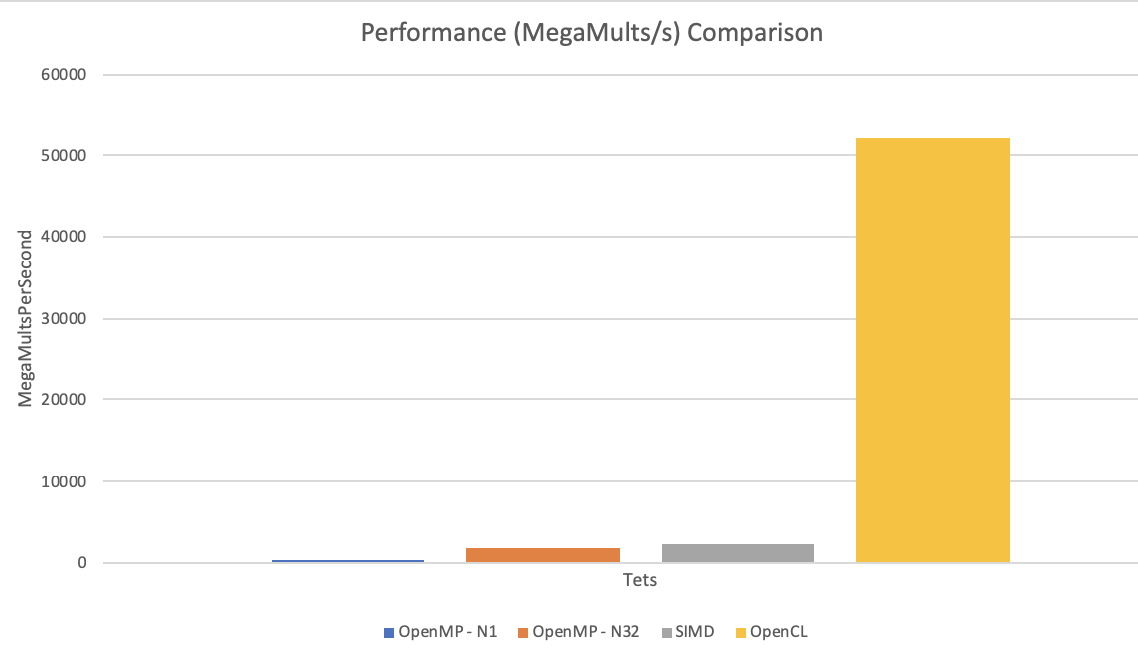 Performance (MegaMults/s) Comparison
60000
50000
40000
30000
20000
10000
0
MegaMultsPerSecond
Tets
OpenMP - N1 OpenMP - N32 SIMD OpenCL